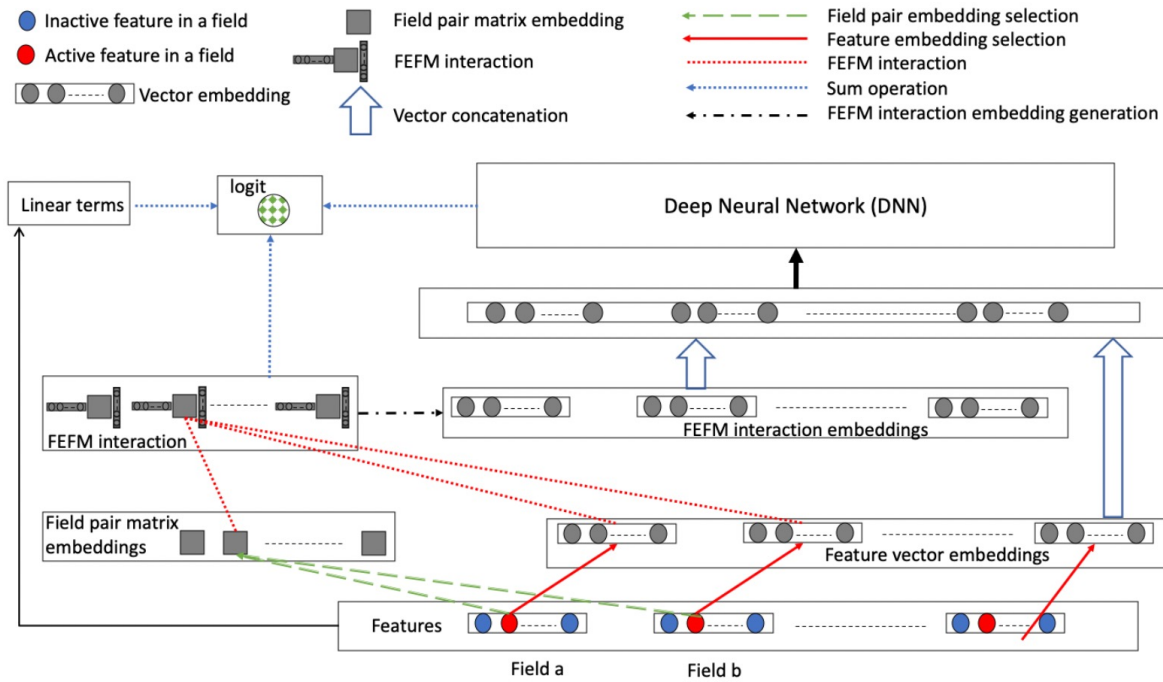 Inactive feature in a field
Active feature in a field
Vector embedding
Field pair matrix embedding
FEFM interaction
Vector concatenation
Field pair embedding selection
Feature embedding selection
FEFM interaction
Sum operation
FEFM interaction embedding generation
Linear terms
logit
Deep Neural Network (DNN)
FEFM interaction
FEFM interaction embeddings
Field pair matrix
embeddings
Feature vector embeddings
Features
Field a
Field b